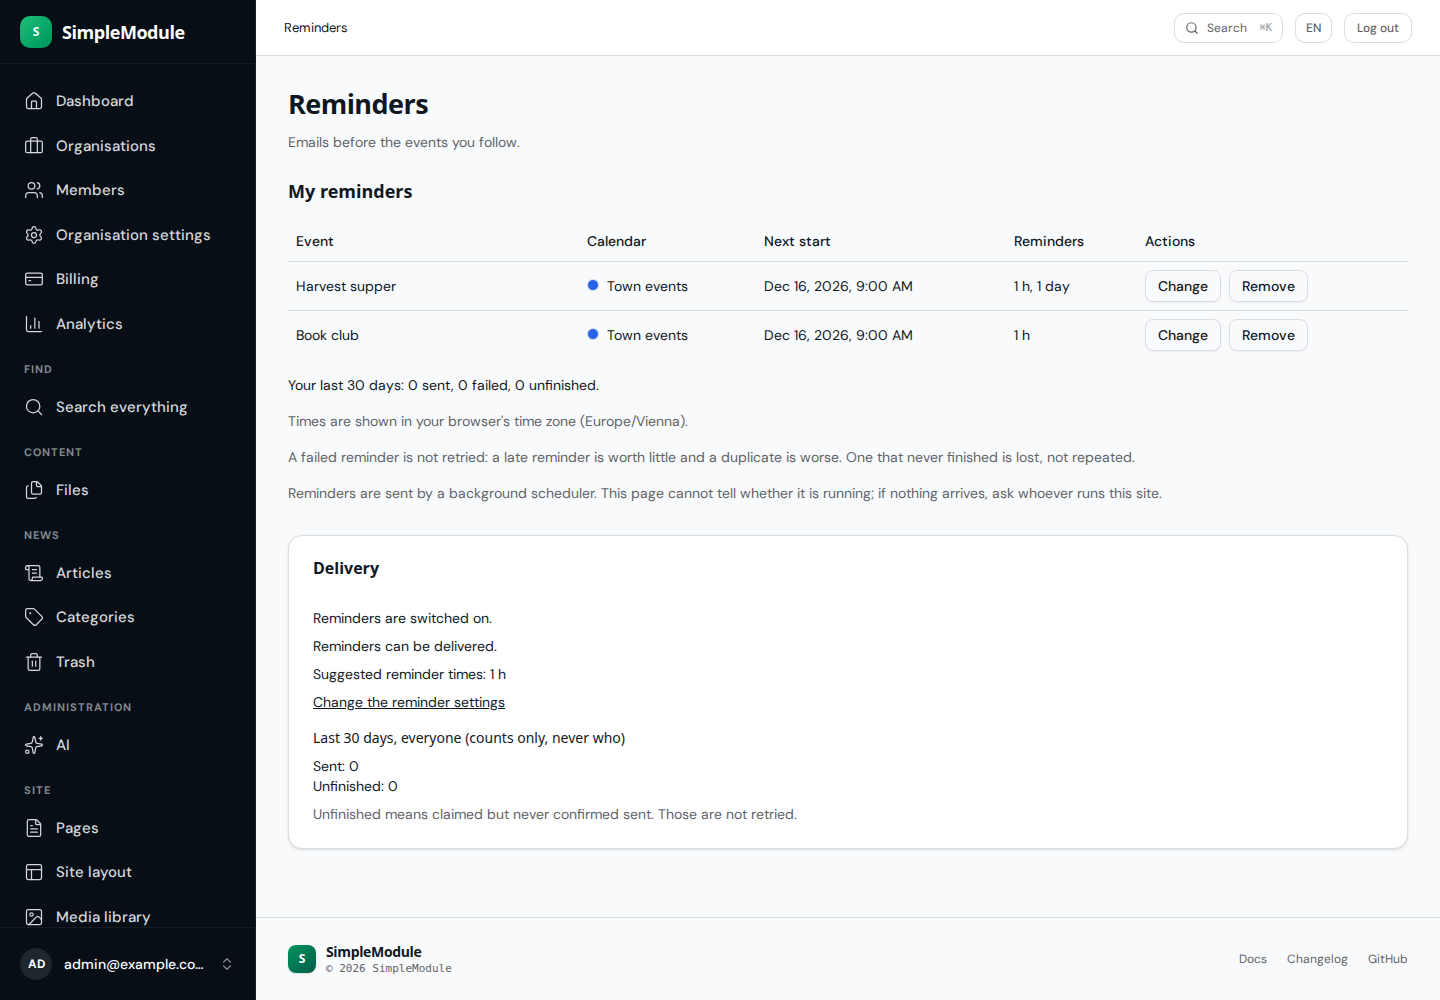 S SimpleModule
Dashboard
Organisations
Members
Organisation settings
Billing
Analytics
FIND
Search everything
CONTENT
Files
NEWS
Articles
Categories
Trash
ADMINISTRATION
AI
SITE
Pages
Site layout
Media library
AD admin@example.co...
Reminders
Search ⌘K EN Log out
Reminders
Emails before the events you follow.
My reminders
Event Calendar Next start Reminders Actions
Harvest supper Town events Dec 16, 2026, 9:00 AM 1 h, 1 day Change Remove
Book club Town events Dec 16, 2026, 9:00 AM 1 h Change Remove
Your last 30 days: 0 sent, 0 failed, 0 unfinished.
Times are shown in your browser's time zone (Europe/Vienna).
A failed reminder is not retried: a late reminder is worth little and a duplicate is worse. One that never finished is lost, not repeated.
Reminders are sent by a background scheduler. This page cannot tell whether it is running; if nothing arrives, ask whoever runs this site.
Delivery
Reminders are switched on.
Reminders can be delivered.
Suggested reminder times: 1 h
Change the reminder settings
Last 30 days, everyone (counts only, never who)
Sent: 0
Unfinished: 0
Unfinished means claimed but never confirmed sent. Those are not retried.
S SimpleModule
© 2026 SimpleModule
Docs Changelog GitHub